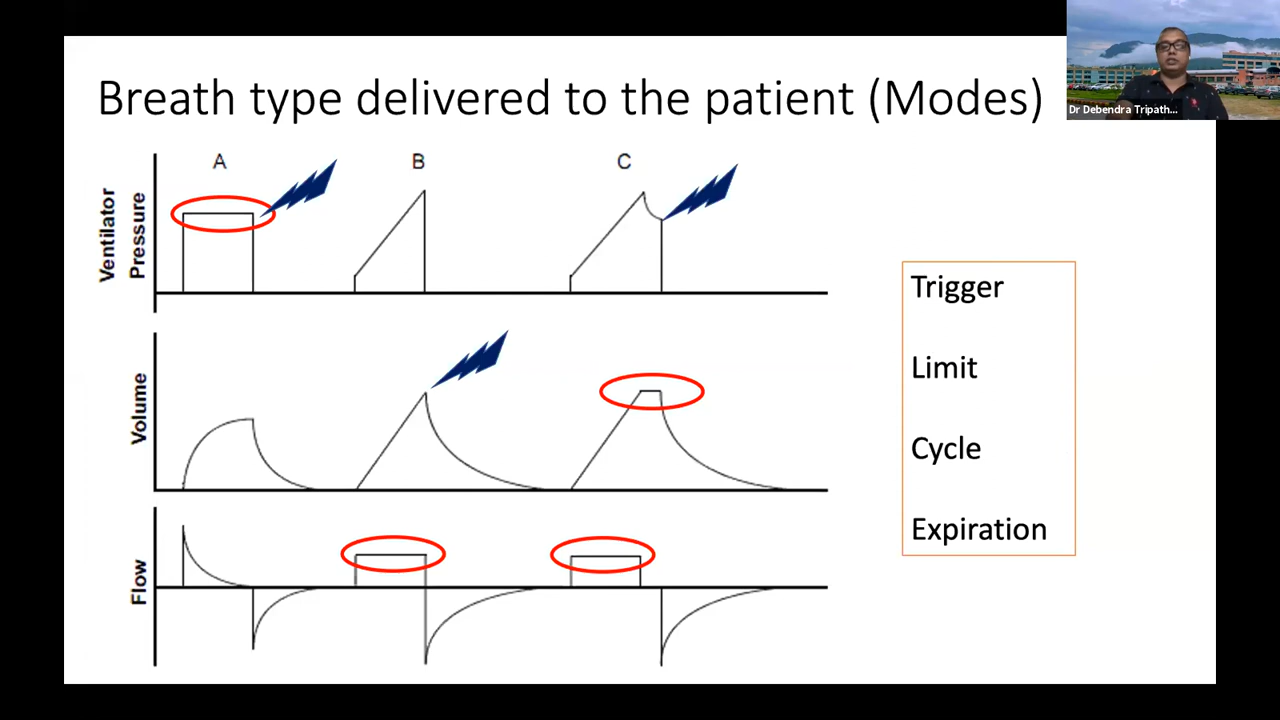 Breath type delivered to the patient (Modes)
Dr Debendra Tripath...
A
B
C
Ventilator
Pressure
Volume
Flow
Trigger
Limit
Cycle
Expiration